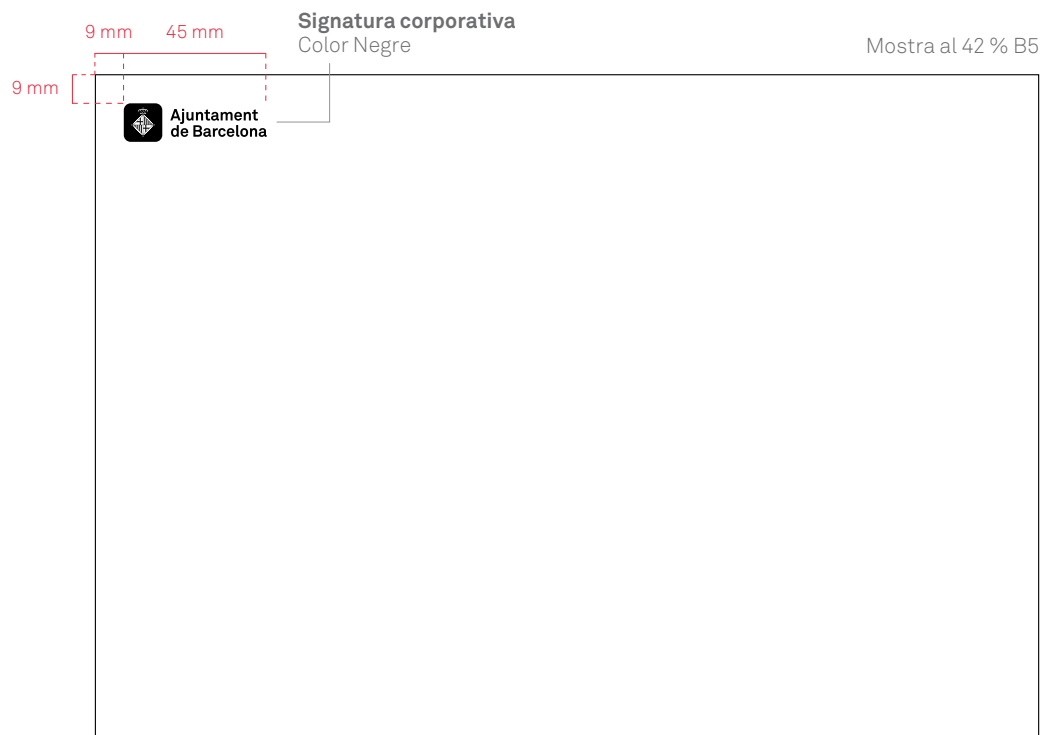 Signatura corporativa
Color Negre
9 mm
45 mm
Mostra al 42 % B5
9 mm
Ajuntament
de Barcelona